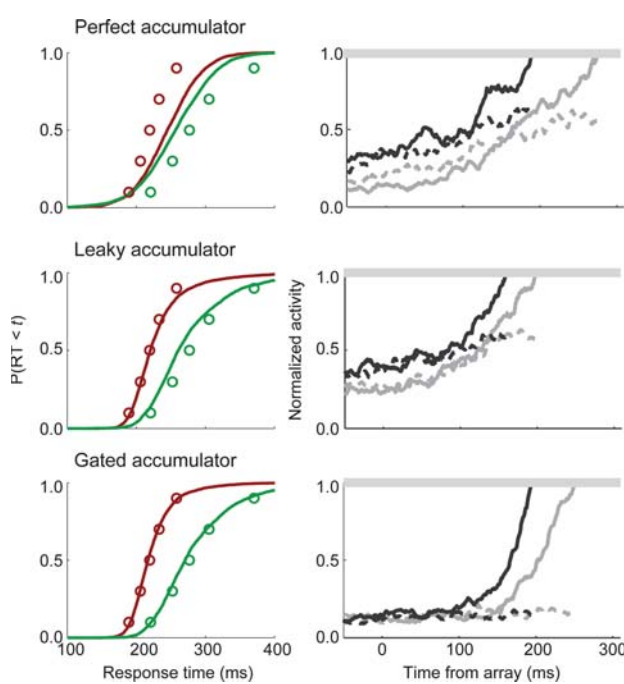 Perfect accumulator
1.0
0.5
0.0
1.0
0.5
0.0
Leaky accumulator
1.0
0.5
0.0
1.0
0.5
0.0
P(RT < t)
Normalized activity
Gated accumulator
1.0
0.5
0.0
1.0
0.5
0.0
100 200 300 400
Response time (ms)
0 100 200 300
Time from array (ms)